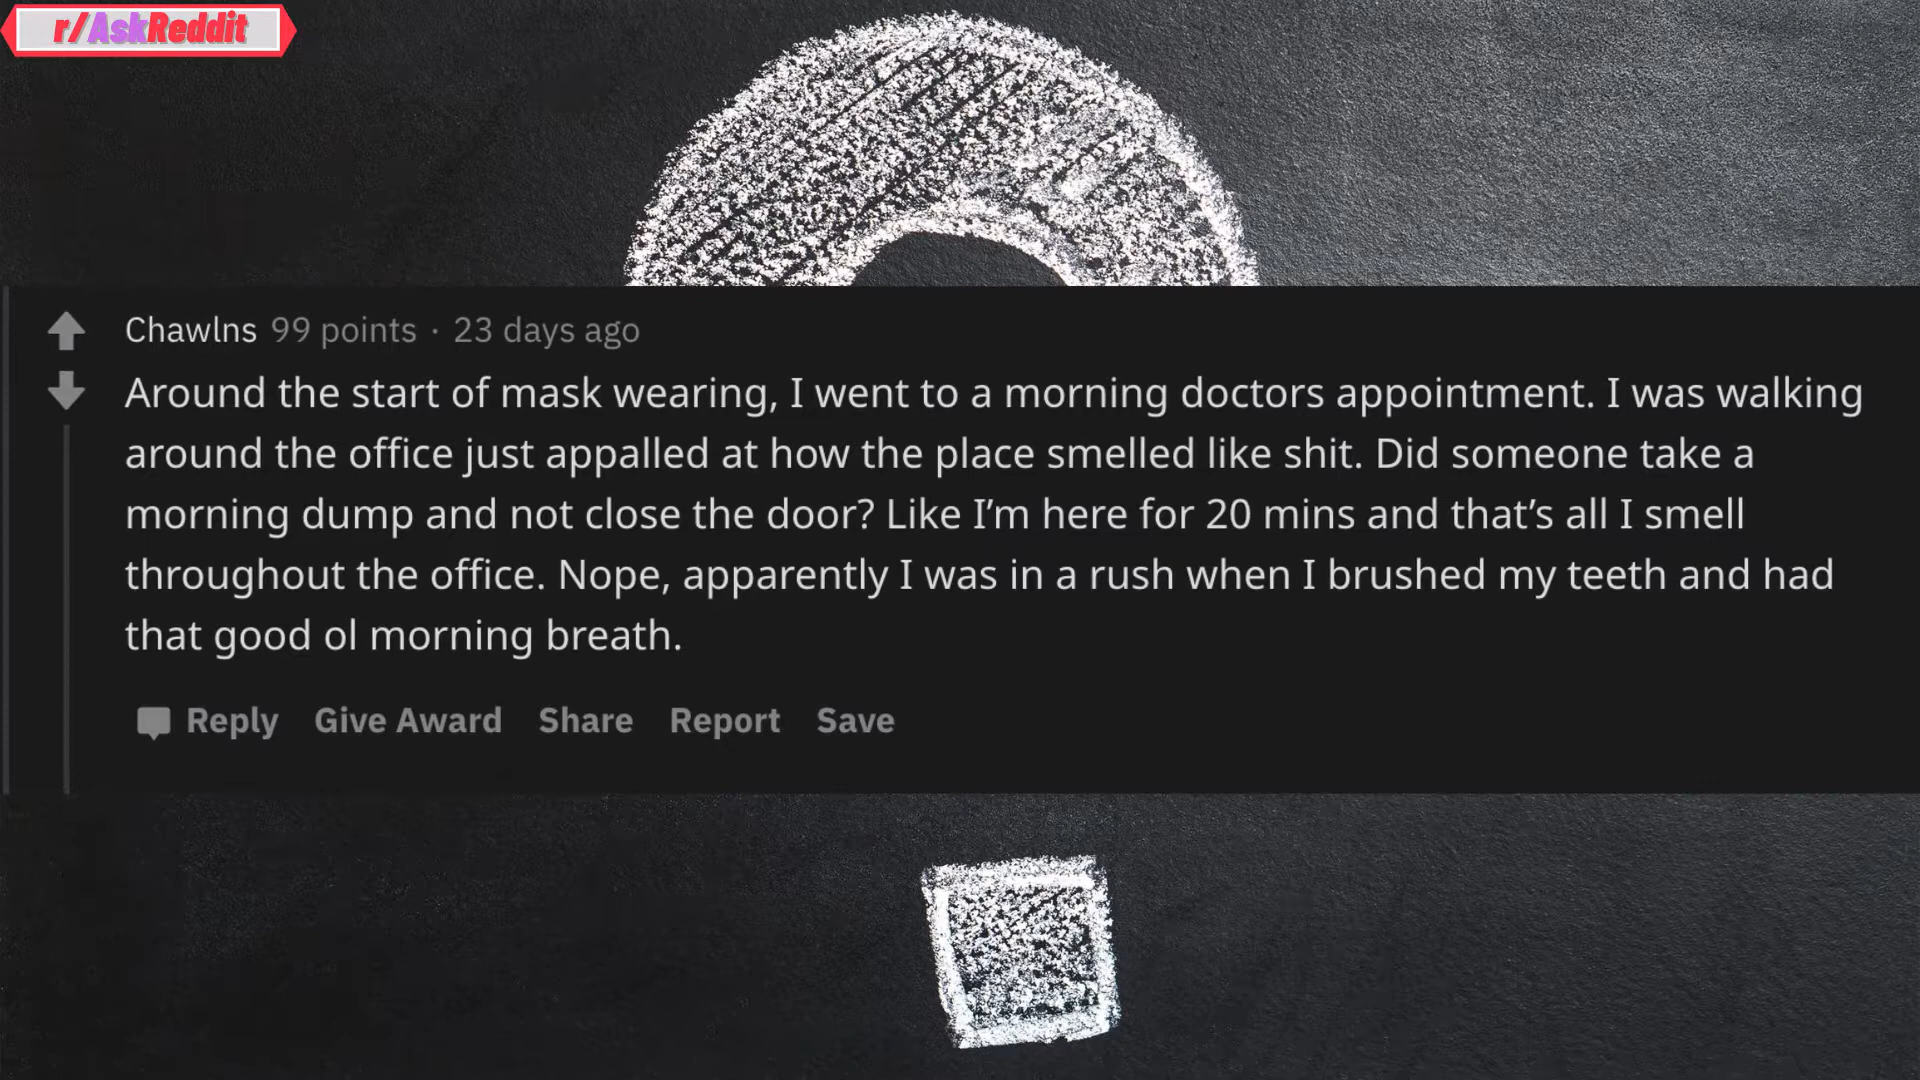 r/AskReddit
Chawlns 99 points · 23 days ago
Around the start of mask wearing, I went to a morning doctors appointment. I was walking
around the office just appalled at how the place smelled like shit. Did someone take a
morning dump and not close the door? Like I’m here for 20 mins and that’s all I smell
throughout the office. Nope, apparently I was in a rush when I brushed my teeth and had
that good ol morning breath.
Reply Give Award Share Report Save